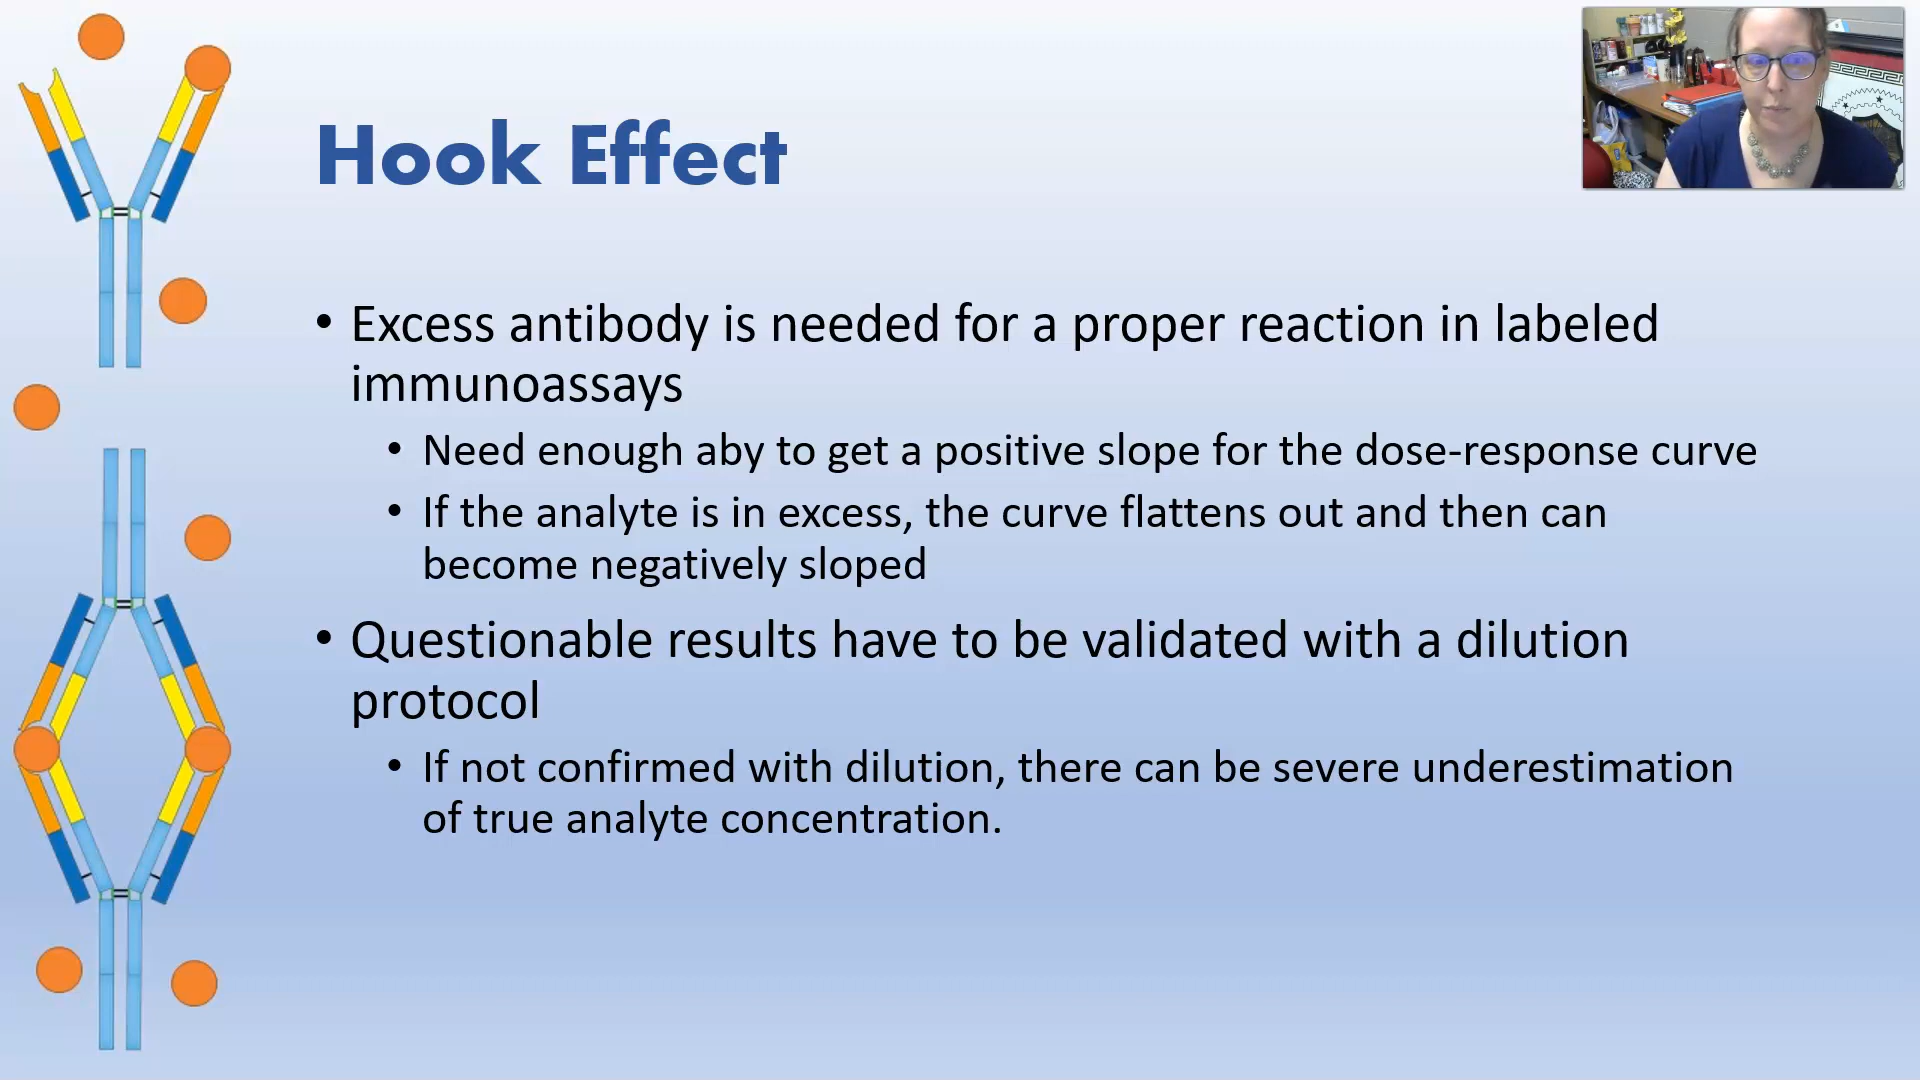 Hook Effect
• Excess antibody is needed for a proper reaction in labeled
immunoassays
• Need enough aby to get a positive slope for the dose-response curve
• If the analyte is in excess, the curve flattens out and then can
become negatively sloped
• Questionable results have to be validated with a dilution
protocol
• If not confirmed with dilution, there can be severe underestimation
of true analyte concentration.